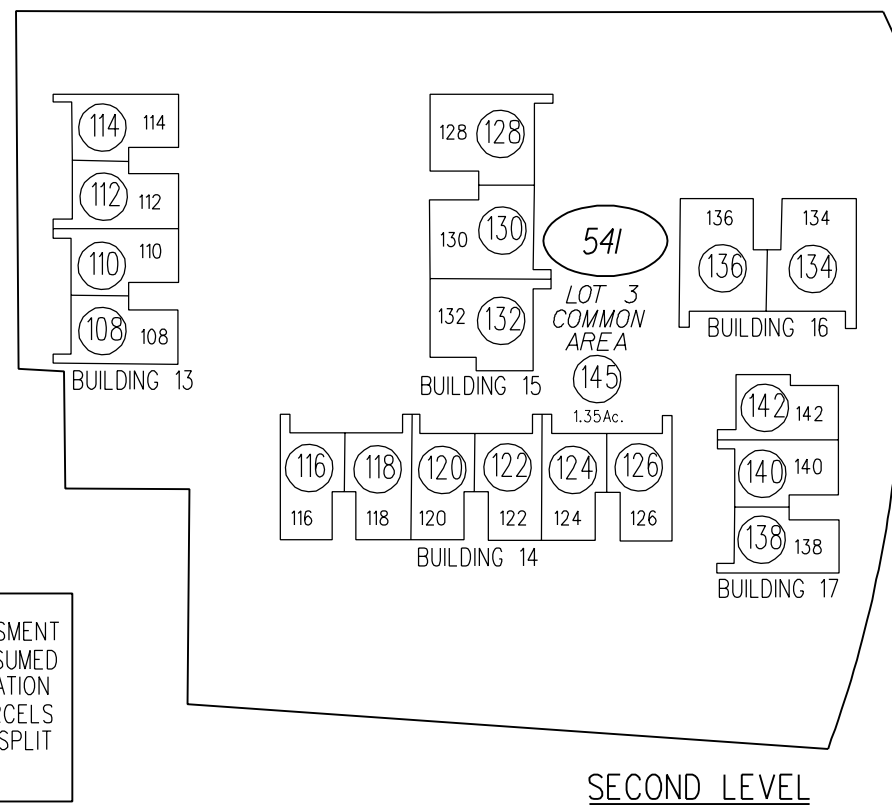 114 114
112 112
110 110
108 108
BUILDING 13
128 128
130 130
132 132
BUILDING 15
541
LOT 3
COMMON
AREA
145
1.35Ac.
136 134
136 134
BUILDING 16
116 118 120 122 124 126
116 118 120 122 124 126
BUILDING 14
142 142
140 140
138 138
BUILDING 17
SMENT
SUMED
ATION
RCELS
SPLIT
SECOND LEVEL